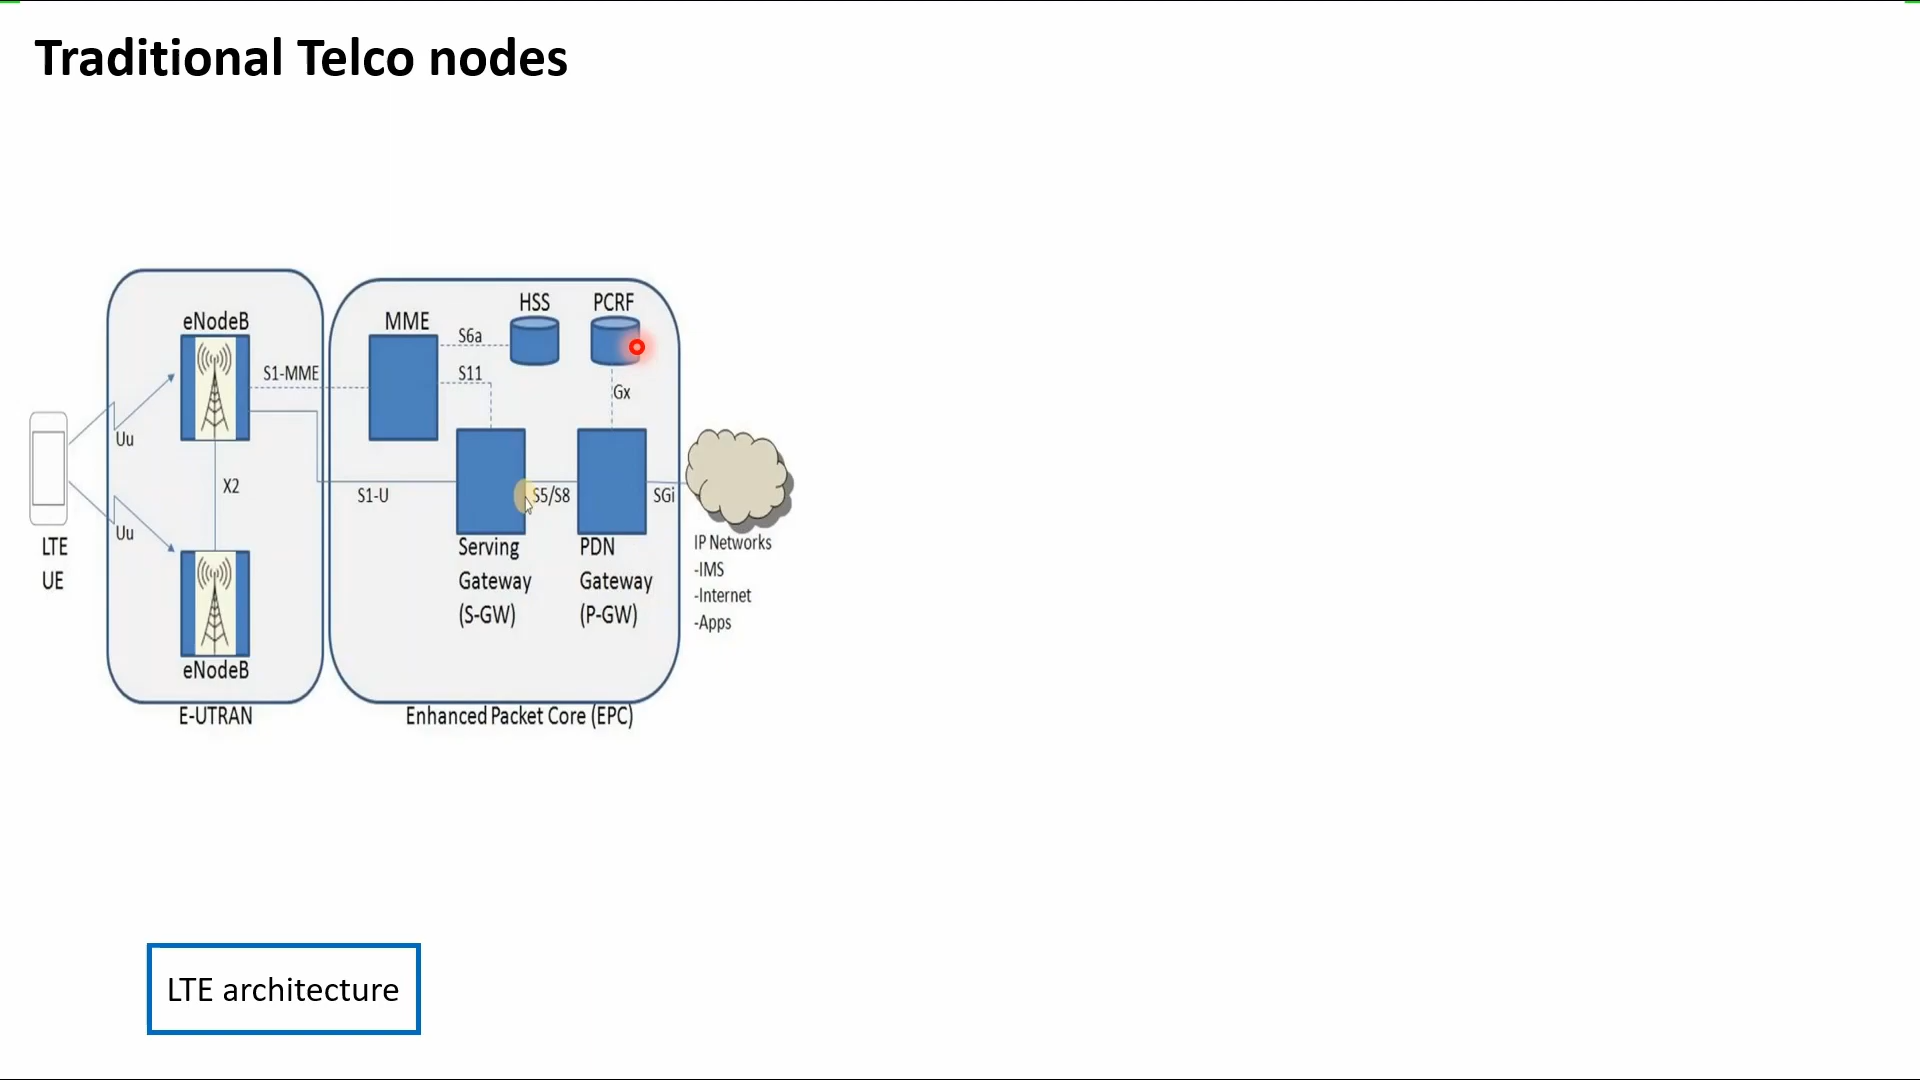 Traditional Telco nodes
HSS
PCRF
eNodeB
MME
S6a
S1-MME
S11
Gx
Uu
X2
S1-U
S5/S8
SGi
Uu
LTE
UE
Serving
Gateway
(S-GW)
PDN
Gateway
(P-GW)
IP Networks
-IMS
-Internet
-Apps
eNodeB
E-UTRAN
Enhanced Packet Core (EPC)
LTE architecture